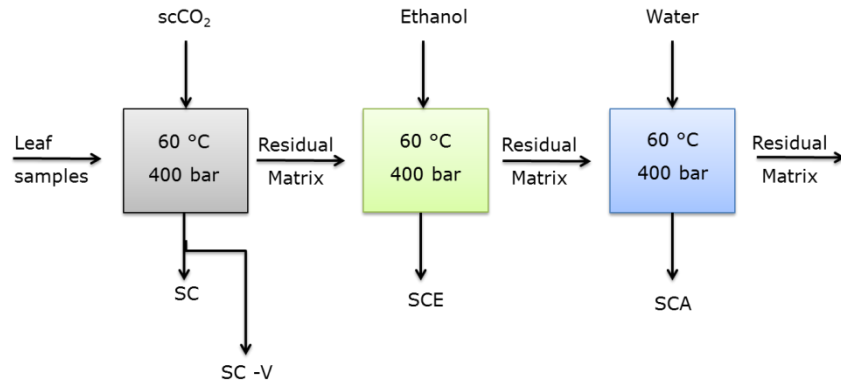 scCO₂
Ethanol
Water
Leaf
samples
60 °C
400 bar
Residual
Matrix
60 °C
400 bar
Residual
Matrix
60 °C
400 bar
Residual
Matrix
SC
SCE
SCA
SC -V